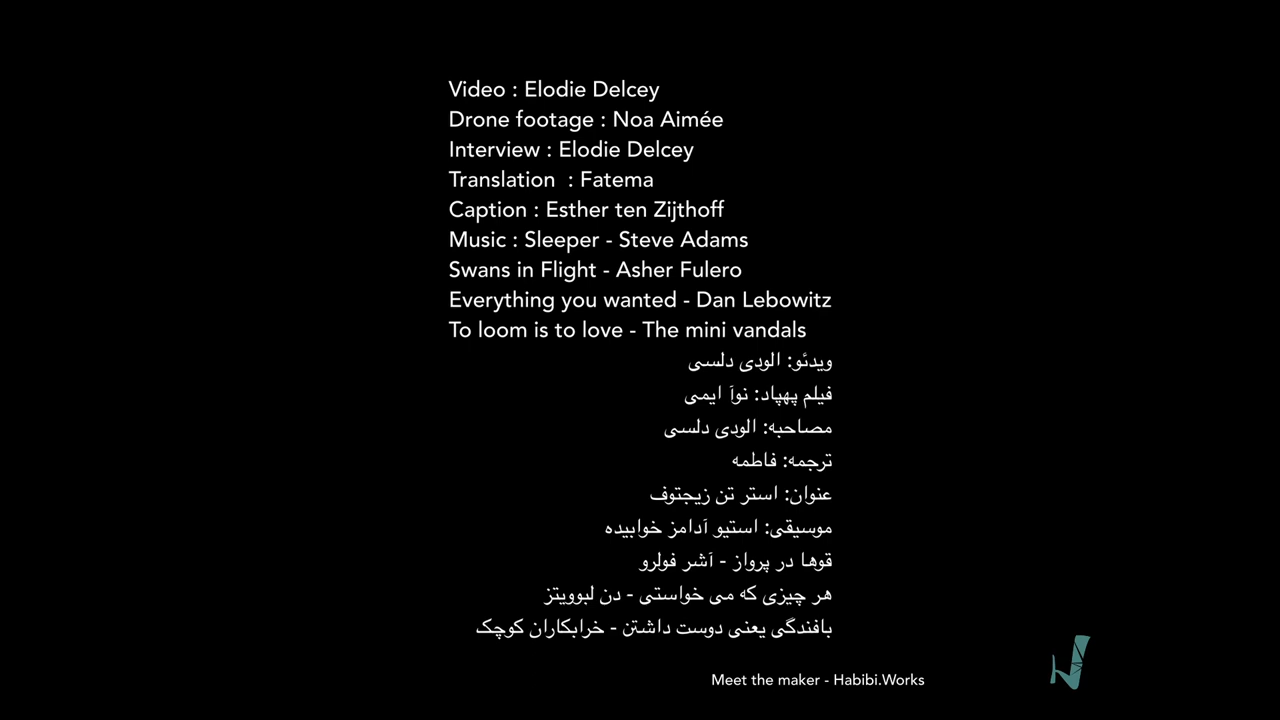 Video : Elodie Delcey
Drone footage : Noa Aimée
Interview : Elodie Delcey
Translation  : Fatema
Caption : Esther ten Zijthoff
Music : Sleeper - Steve Adams
Swans in Flight - Asher Fulero
Everything you wanted - Dan Lebowitz
To loom is to love - The mini vandals
ویدئو: الودی دلسی
فیلم پهپاد: نوآ ایمی
مصاحبه: الودی دلسی
ترجمه: فاطمه
عنوان: استر تن زیجتوف
موسیقی: استیو آدامز خوابیده
قوها در پرواز - آشر فولرو
هر چیزی که می خواستی - دن لبوویتز
بافندگی یعنی دوست داشتن - خرابکاران کوچک
Meet the maker - Habibi.Works